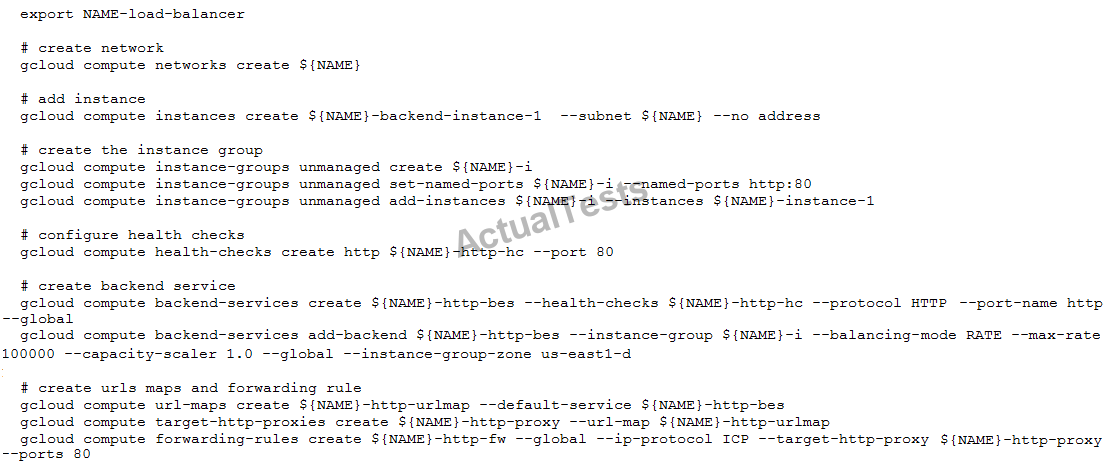 export NAME-load-balancer
# create network
gcloud compute networks create ${NAME}
# add instance
gcloud compute instances create ${NAME}-backend-instance-1 --subnet ${NAME} --no address
# create the instance group
gcloud compute instance-groups unmanaged create ${NAME}-i
gcloud compute instance-groups unmanaged set-named-ports ${NAME}-i --named-ports http:80
gcloud compute instance-groups unmanaged add-instances ${NAME}-i --instances ${NAME}-instance-1
ActualTests
# configure health checks
gcloud compute health-checks create http ${NAME}-http-hc --port 80
# create backend service
gcloud compute backend-services create ${NAME}-http-bes --health-checks ${NAME}-http-hc --protocol HTTP --port-name http
--global
gcloud compute backend-services add-backend ${NAME}-http-bes --instance-group ${NAME}-i --balancing-mode RATE --max-rate
100000 --capacity-scaler 1.0 --global --instance-group-zone us-east1-d
# create urls maps and forwarding rule
gcloud compute url-maps create ${NAME}-http-urlmap --default-service ${NAME}-http-bes
gcloud compute target-http-proxies create ${NAME}-http-proxy --url-map ${NAME}-http-urlmap
gcloud compute forwarding-rules create ${NAME}-http-fw --global --ip-protocol ICP --target-http-proxy ${NAME}-http-proxy
--ports 80